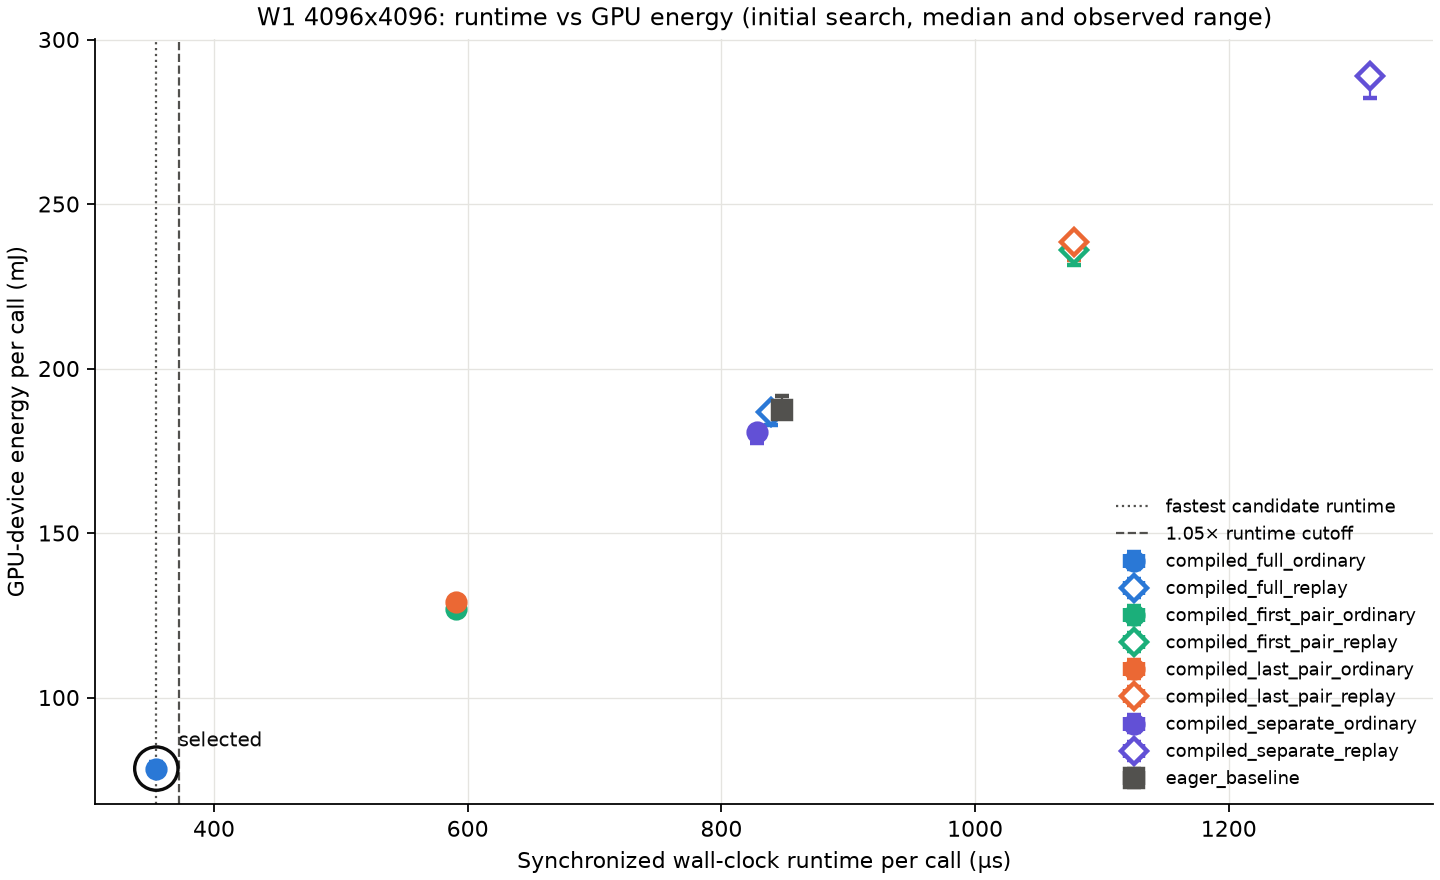 W1 4096x4096: runtime vs GPU energy (initial search, median and observed range)
GPU-device energy per call (mJ)
300
250
200
150
100
selected
fastest candidate runtime
1.05× runtime cutoff
compiled_full_ordinary
compiled_full_replay
compiled_first_pair_ordinary
compiled_first_pair_replay
compiled_last_pair_ordinary
compiled_last_pair_replay
compiled_separate_ordinary
compiled_separate_replay
eager_baseline
400 600 800 1000 1200
Synchronized wall-clock runtime per call (µs)